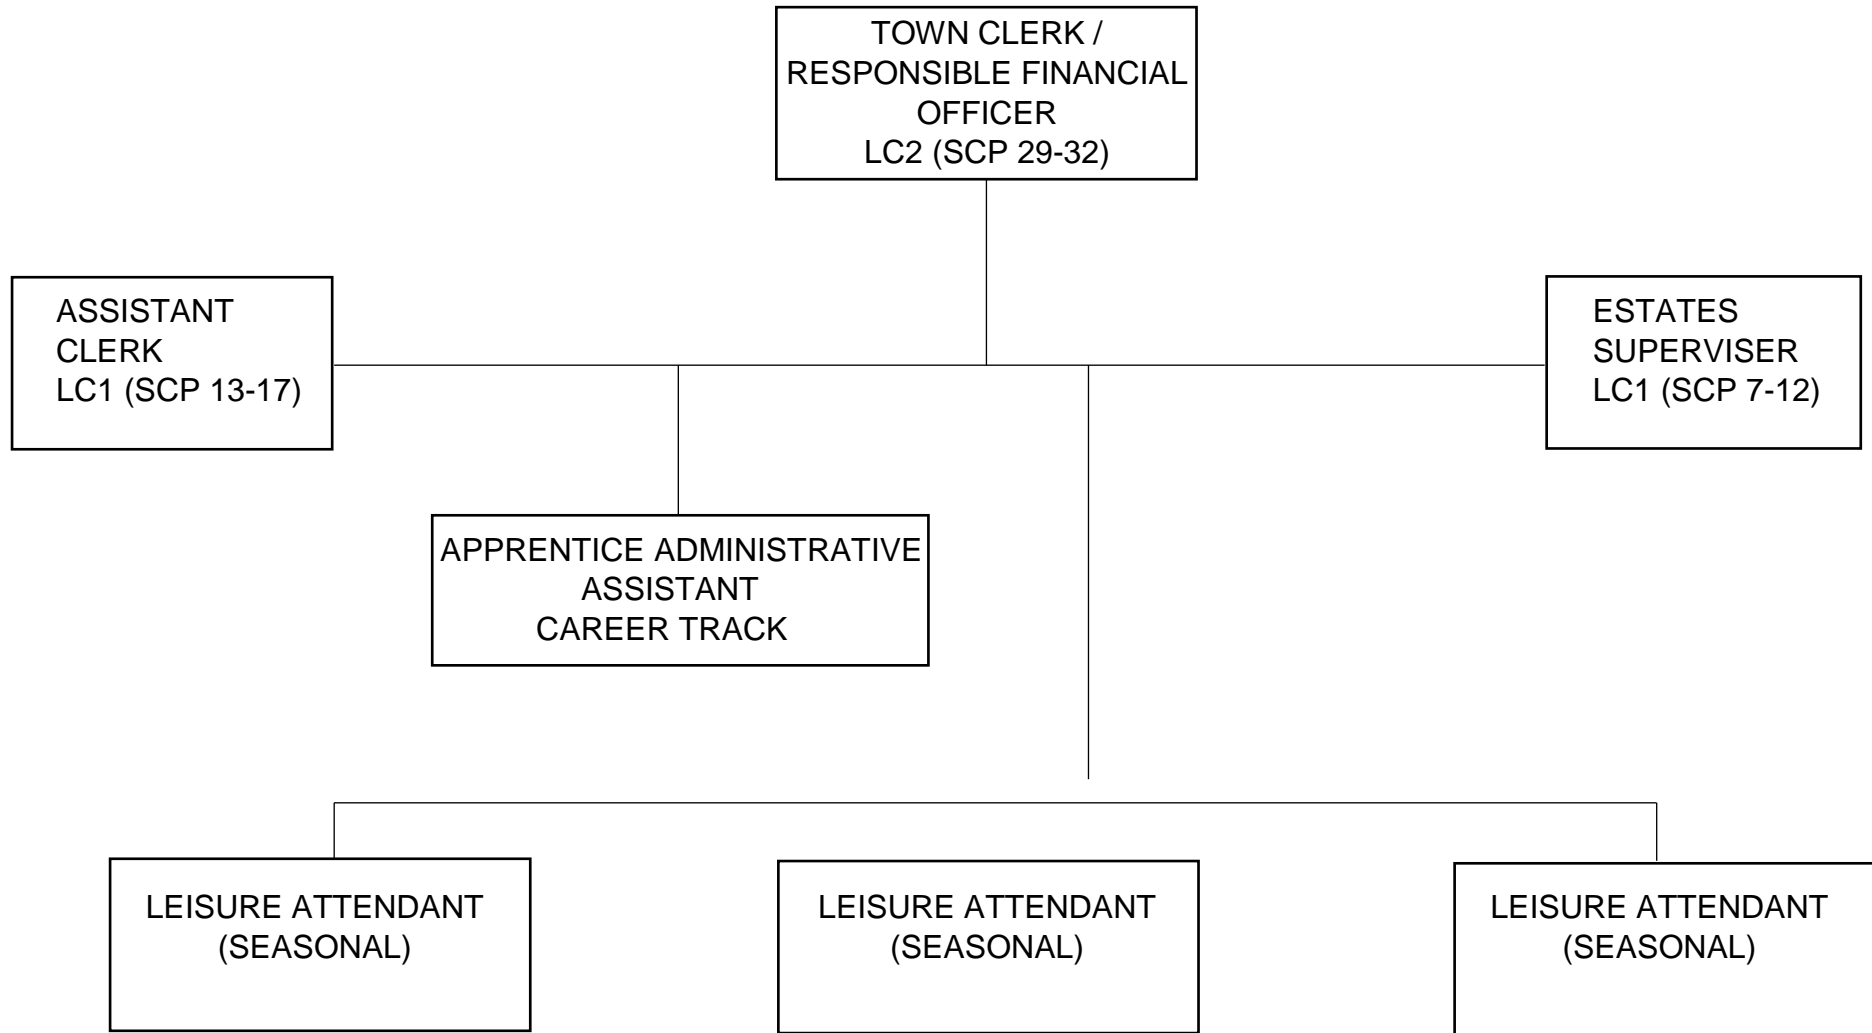 TOWN CLERK /
RESPONSIBLE FINANCIAL
OFFICER
LC2 (SCP 29-32)
ASSISTANT
CLERK
LC1 (SCP 13-17)
ESTATES
SUPERVISER
LC1 (SCP 7-12)
APPRENTICE ADMINISTRATIVE
ASSISTANT
CAREER TRACK
LEISURE ATTENDANT
(SEASONAL)
LEISURE ATTENDANT
(SEASONAL)
LEISURE ATTENDANT
(SEASONAL)